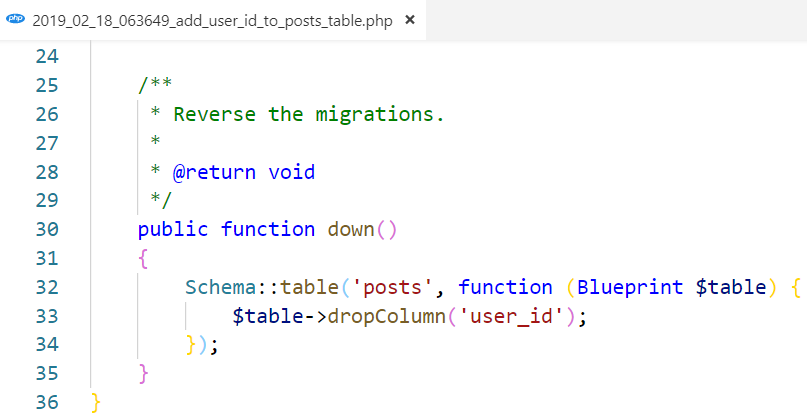 php 2019_02_18_063649_add_user_id_to_posts_table.php ×
24
25 /**
26 * Reverse the migrations.
27 *
28 * @return void
29 */
30 public function down()
31 {
32 Schema::table('posts', function (Blueprint $table) {
33 $table->dropColumn('user_id');
34 });
35 }
36 }